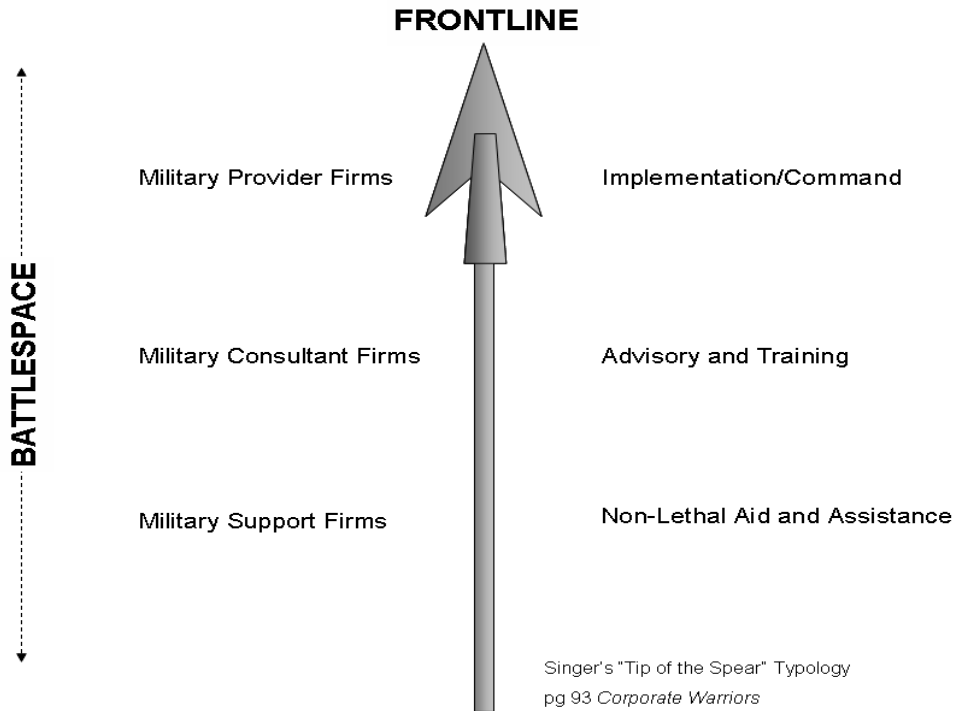 FRONTLINE
Military Provider Firms
Implementation/Command
BATTLESPACE
Military Consultant Firms
Advisory and Training
Military Support Firms
Non-Lethal Aid and Assistance
Singer's "Tip of the Spear" Typology
pg 93 Corporate Warriors